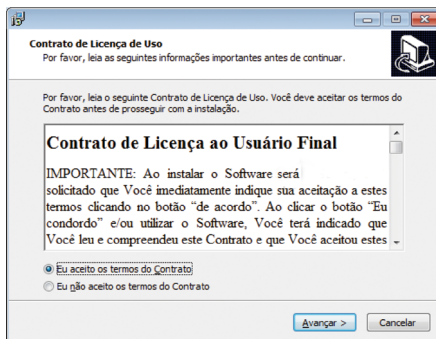 Contrato de Licença de Uso
Por favor, leia as seguintes informações importantes antes de continuar.
Por favor, leia o seguinte Contrato de Licença de Uso. Você deve aceitar os termos do
Contrato antes de prosseguir com a instalação.
Contrato de Licença ao Usuário Final
IMPORTANTE: Ao instalar o Software será
solicitado que Você imediatamente indique sua aceitação a estes
termos clicando no botão “de acordo”. Ao clicar o botão “Eu
condordo” e/ou utilizar o Software, Você terá indicado que
Você leu e compreendeu este Contrato e que Você aceitou estes
Eu aceito os termos do Contrato
Eu não aceito os termos do Contrato
Avançar >
Cancelar